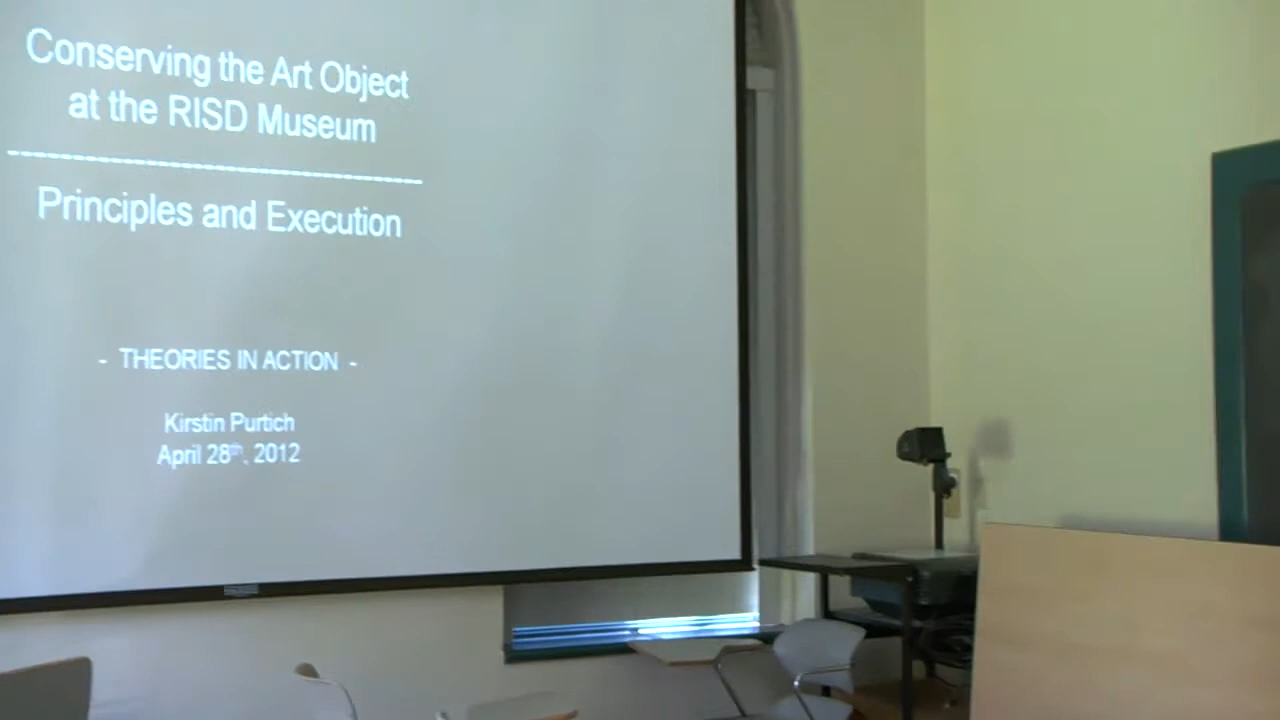 Conserving the Art Object
at the RISD Museum
Principles and Execution
- THEORIES IN ACTION -
Kirstin Purtich
April 28th, 2012